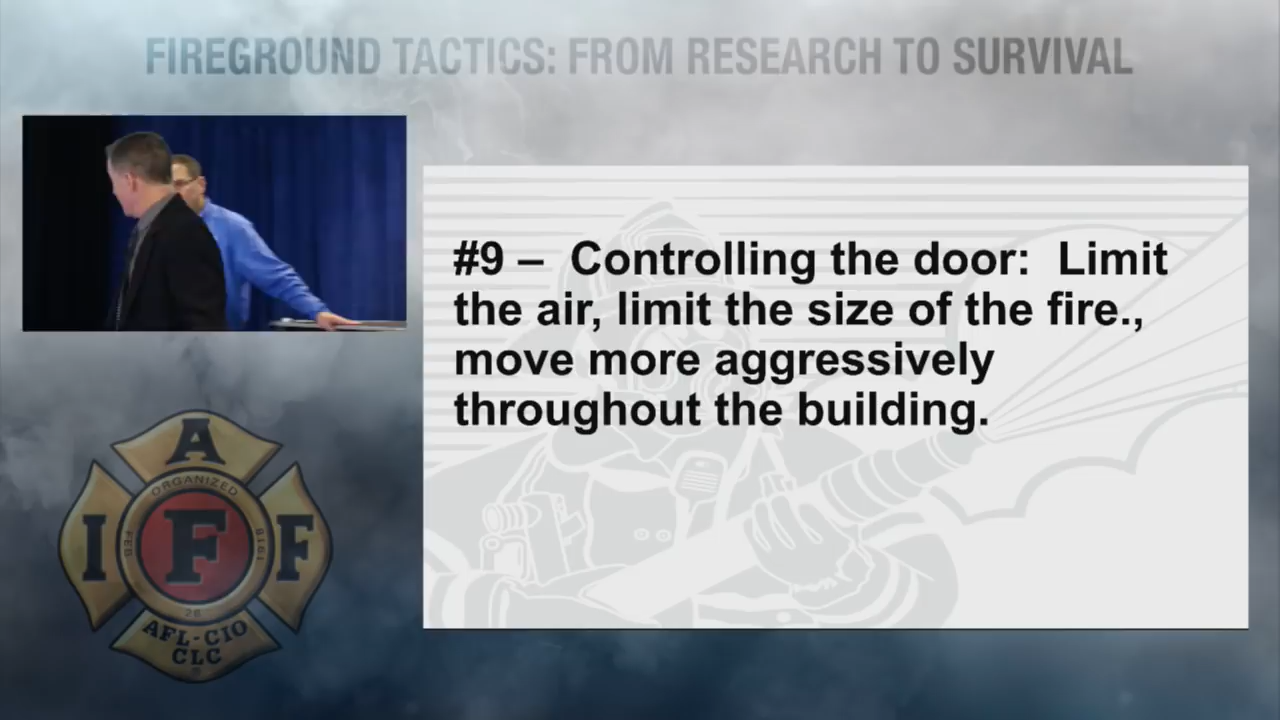 FIREGROUND TACTICS: FROM RESEARCH TO SURVIVAL
#9 – Controlling the door: Limit
the air, limit the size of the fire.,
move more aggressively
throughout the building.
A
ORGANIZED
I F F
FEB 1918
28
AFL-CIO
CLC